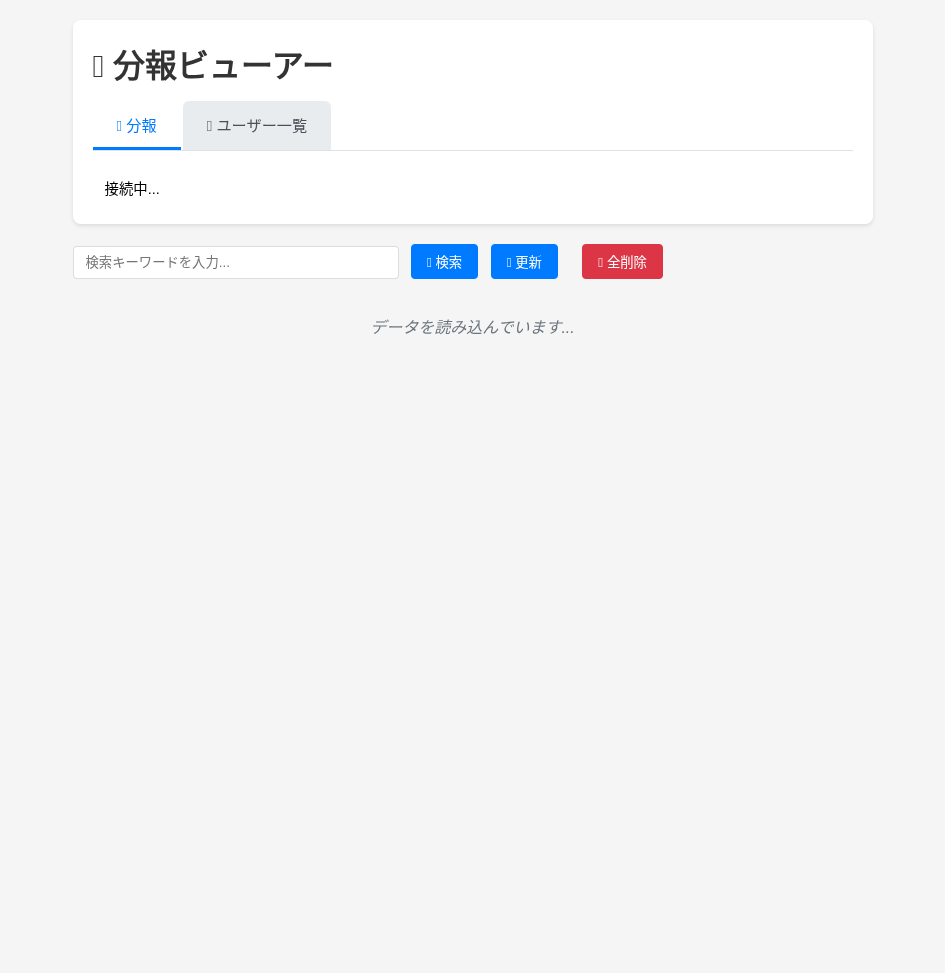 分報ビューアー
分報 ユーザー一覧
接続中...
検索キーワードを入力... 検索 更新 全削除
データを読み込んでいます...